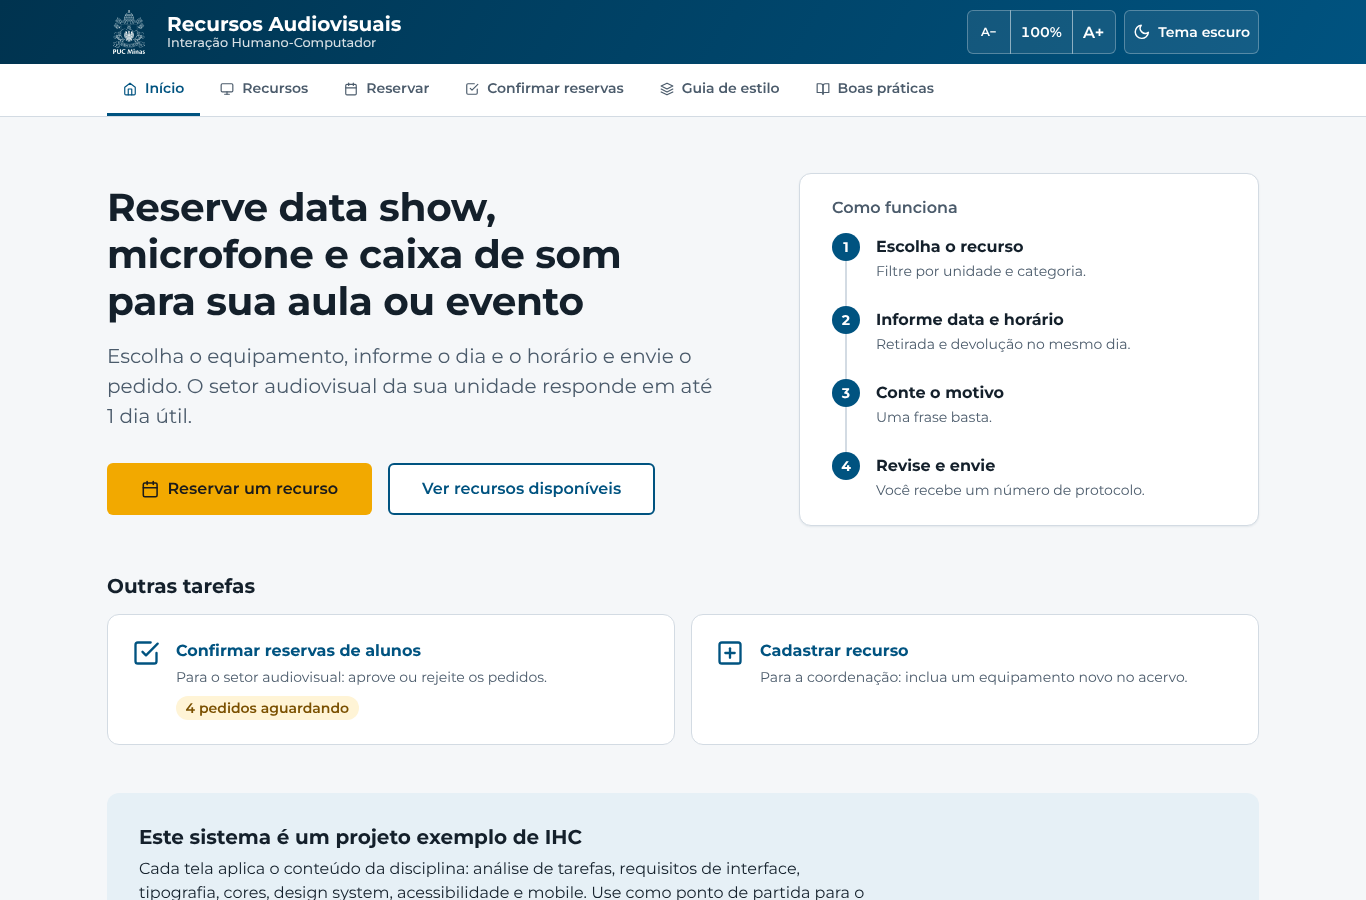 PUC Minas
Recursos Audiovisuais
Interação Humano-Computador
A−
100%
A+
Tema escuro
Início
Recursos
Reservar
Confirmar reservas
Guia de estilo
Boas práticas
Reserve data show,
microfone e caixa de som
para sua aula ou evento
Escolha o equipamento, informe o dia e o horário e envie o
pedido. O setor audiovisual da sua unidade responde em até
1 dia útil.
Reservar um recurso
Ver recursos disponíveis
Como funciona
1
Escolha o recurso
Filtre por unidade e categoria.
2
Informe data e horário
Retirada e devolução no mesmo dia.
3
Conte o motivo
Uma frase basta.
4
Revise e envie
Você recebe um número de protocolo.
Outras tarefas
Confirmar reservas de alunos
Para o setor audiovisual: aprove ou rejeite os pedidos.
4 pedidos aguardando
Cadastrar recurso
Para a coordenação: inclua um equipamento novo no acervo.
Este sistema é um projeto exemplo de IHC
Cada tela aplica o conteúdo da disciplina: análise de tarefas, requisitos de interface,
tipografia, cores, design system, acessibilidade e mobile. Use como ponto de partida para o